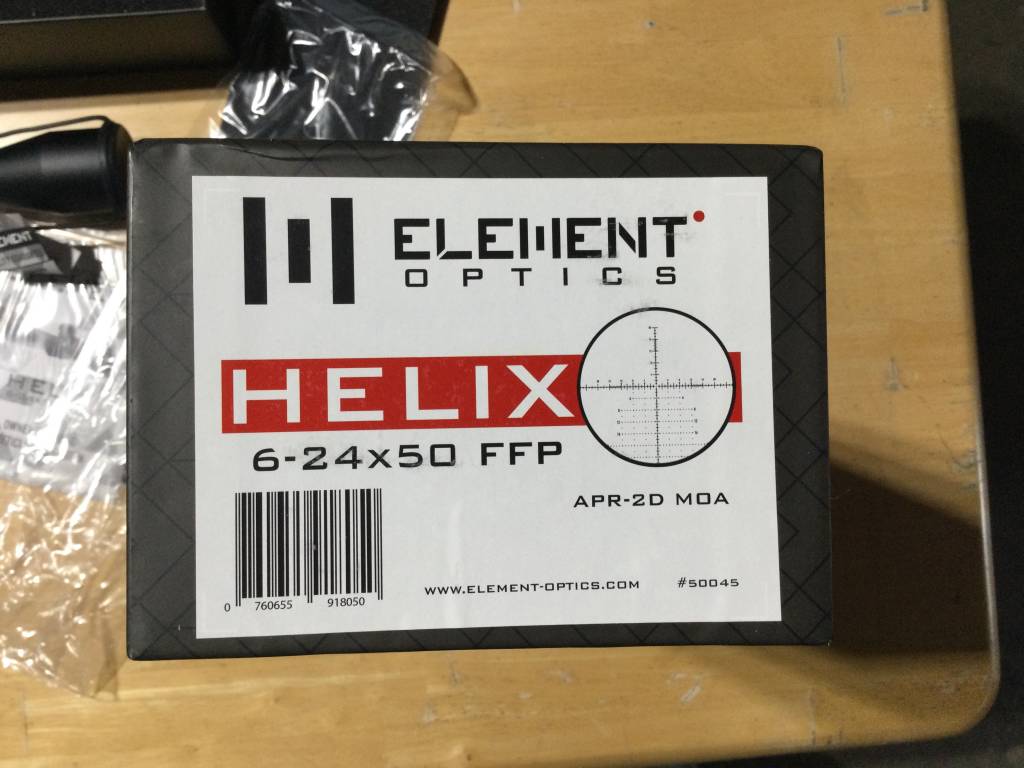 ELEMENT
OPTICS
HELIX
6-24x50 FFP
APR-2D MOA
0 760655 918050
WWW.ELEMENT-OPTICS.COM
#50045